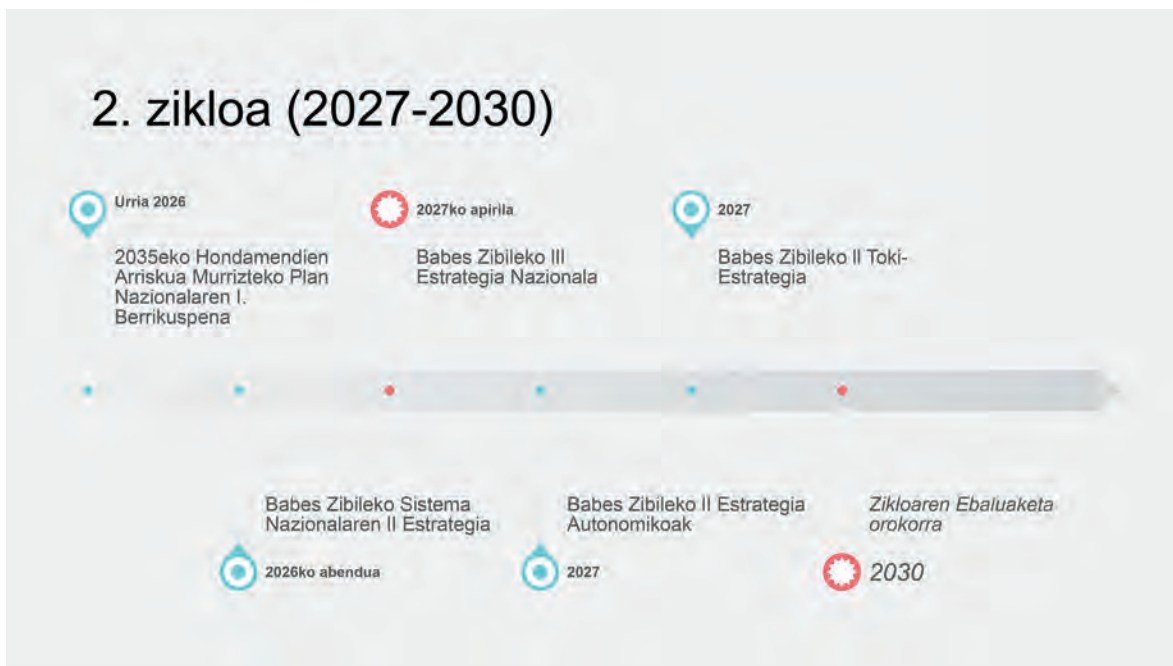 2. zikloa (2027-2030)
Urria 2026
2035eko Hondamendien
Arriskua Murrizteko Plan
Nazionalaren I.
Berrikuspena
2027ko apirila
Babes Zibileko III
Estrategia Nazionala
2027
Babes Zibileko II Toki-
Estrategia
Babes Zibileko Sistema
Nazionalaren II Estrategia
2026ko abendua
Babes Zibileko II Estrategia
Autonomikoak
2027
Zikloaren Ebaluaketa
orokorra
2030